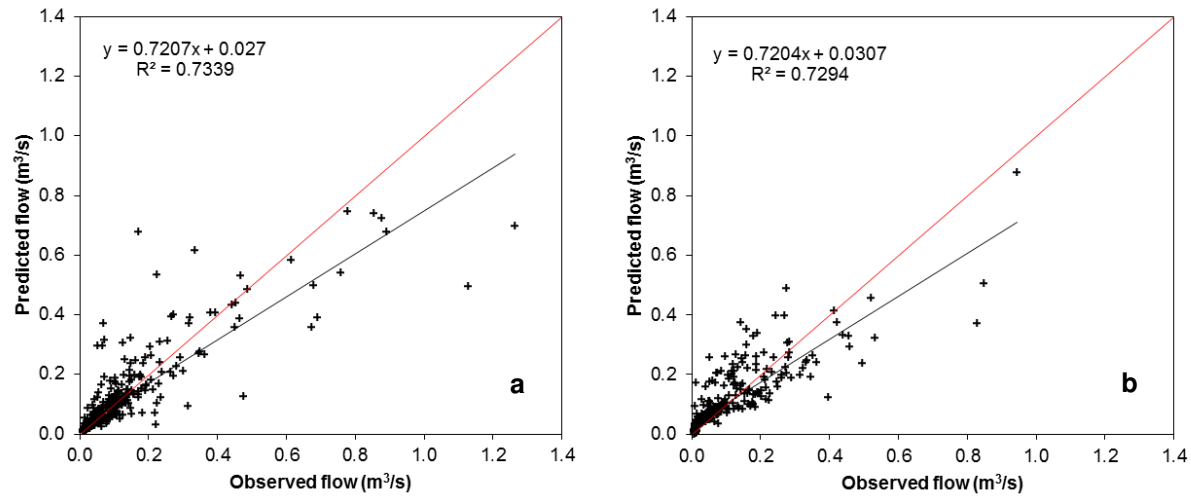 1.4
1.2
1.0
0.8
0.6
0.4
0.2
0.0
Predicted flow (m³/s)
y = 0.7207x + 0.027
R² = 0.7339
a
0.0 0.2 0.4 0.6 0.8 1.0 1.2 1.4
Observed flow (m³/s)
1.4
1.2
1.0
0.8
0.6
0.4
0.2
0.0
Predicted flow (m³/s)
y = 0.7204x + 0.0307
R² = 0.7294
b
0.0 0.2 0.4 0.6 0.8 1.0 1.2 1.4
Observed flow (m³/s)